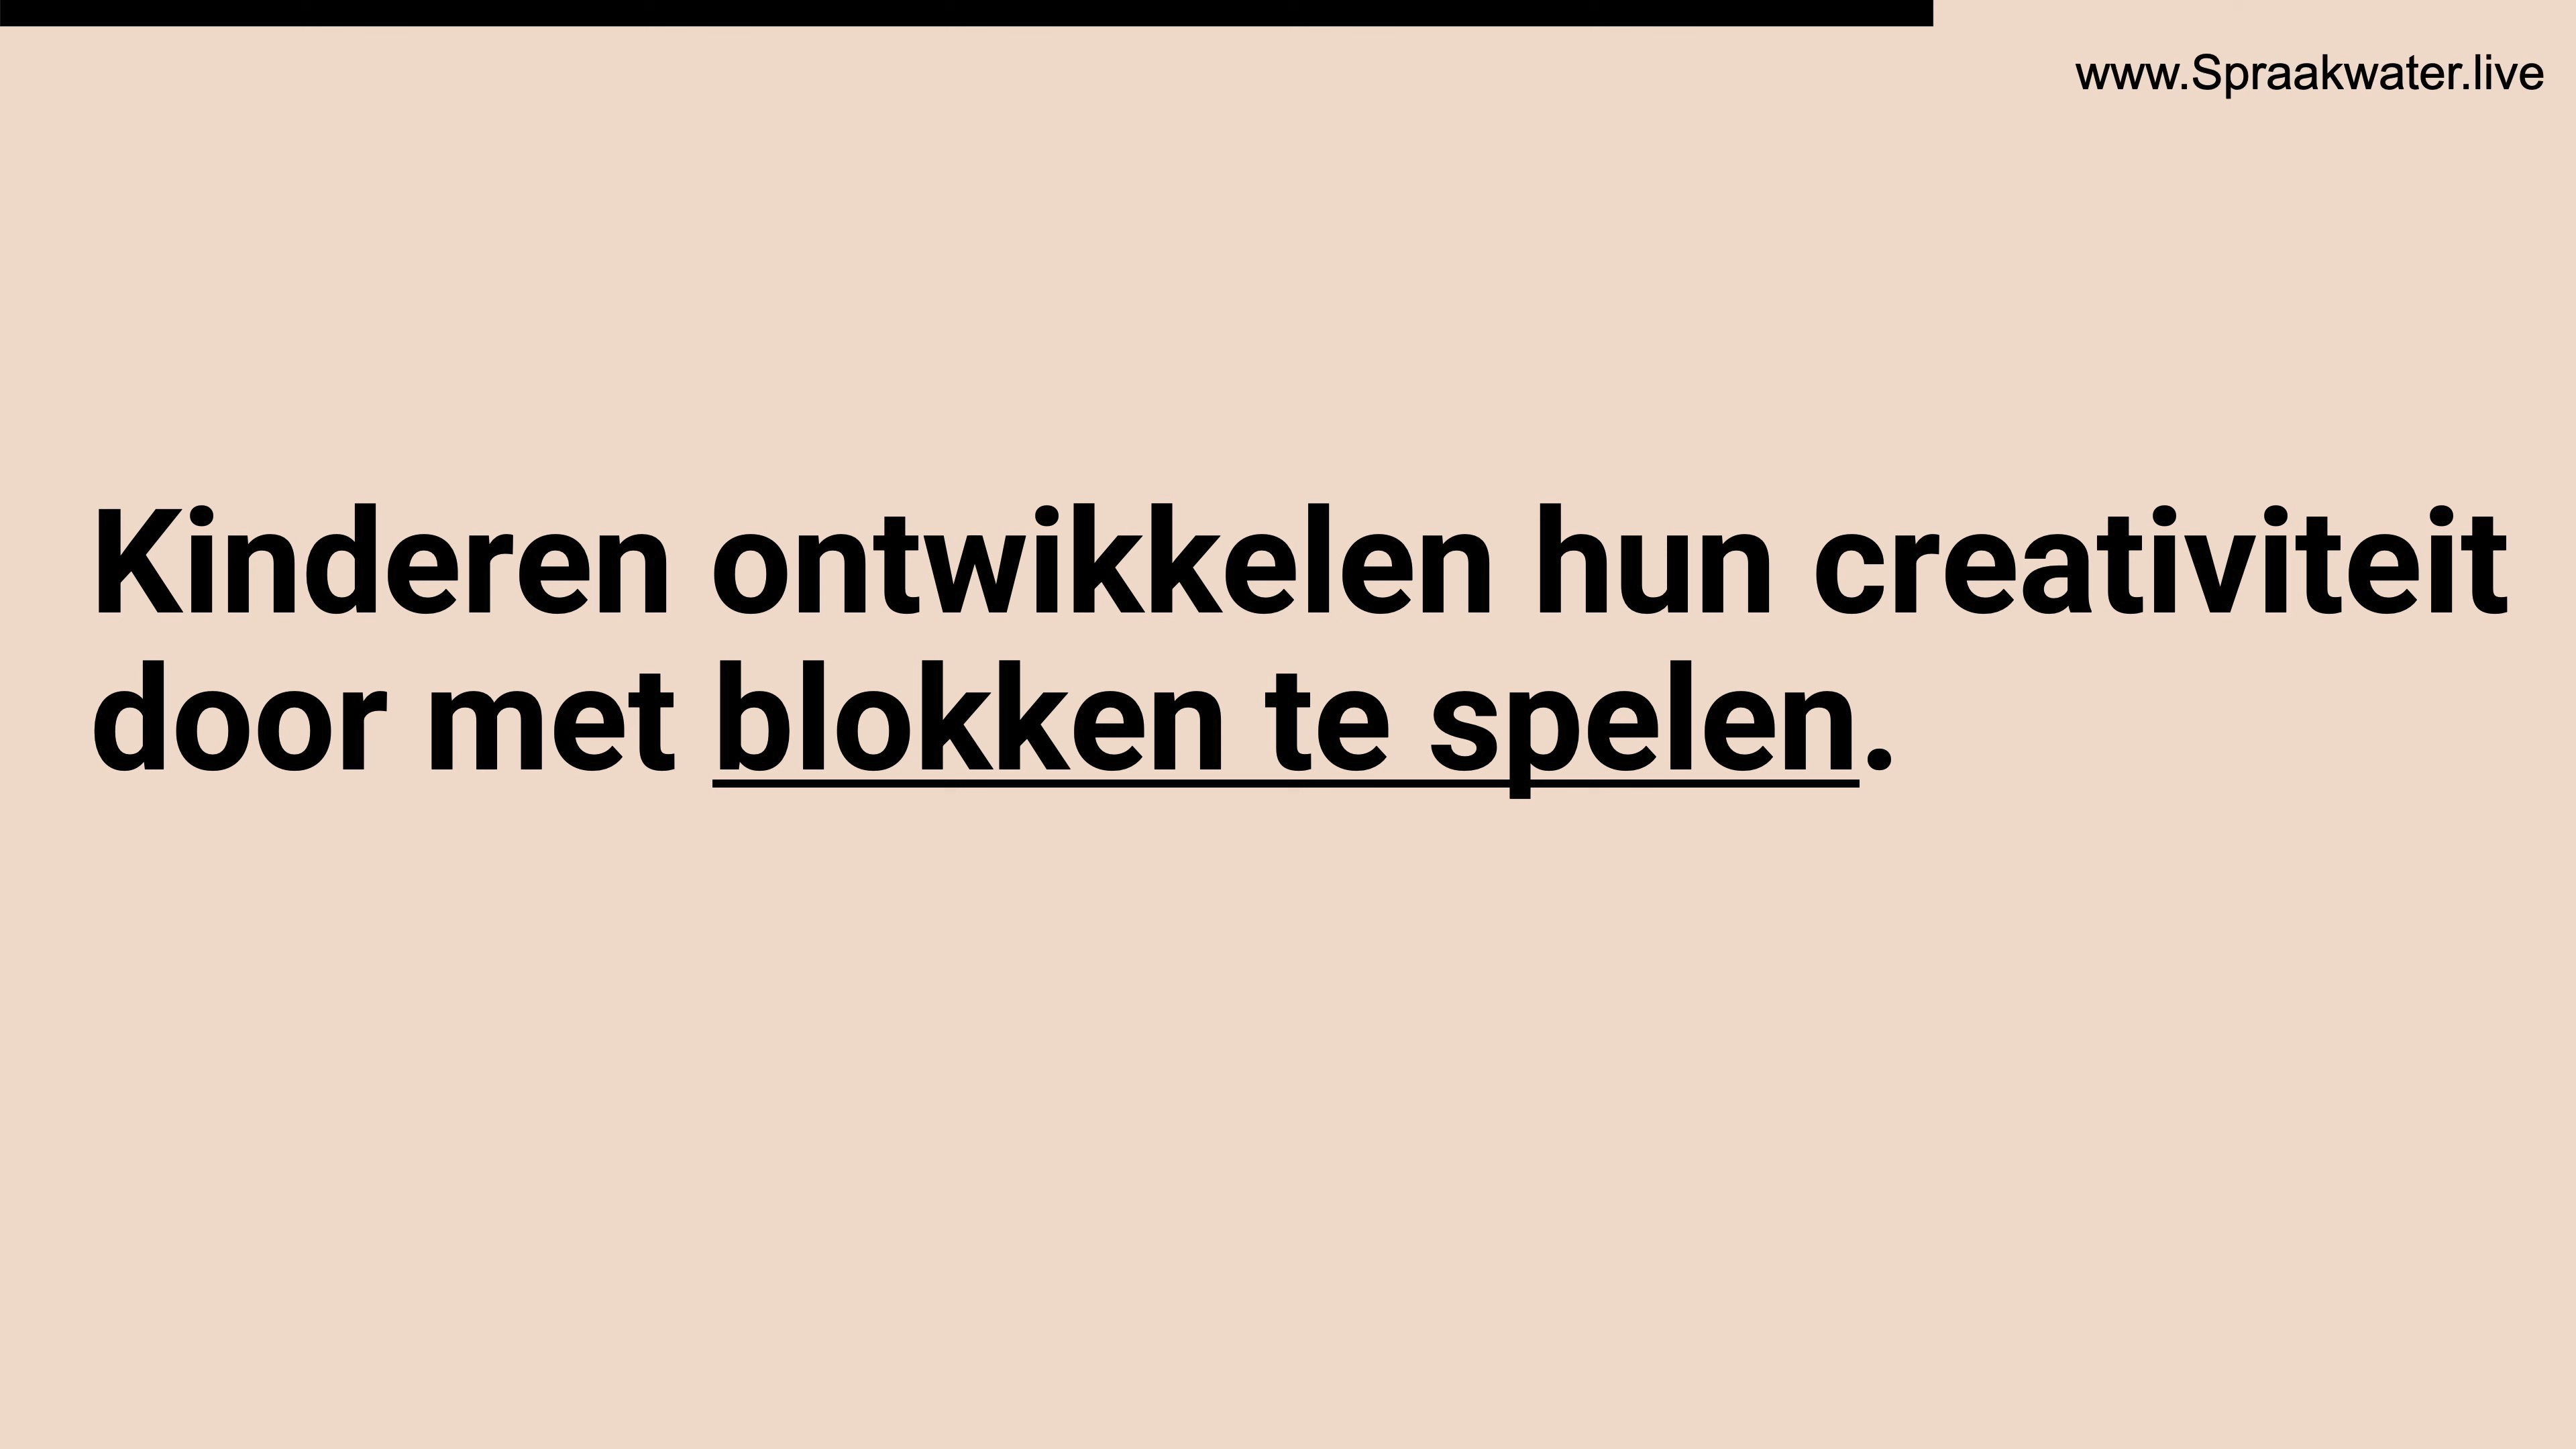 www.Spraakwater.live
Kinderen ontwikkelen hun creativiteit
door met blokken te spelen.